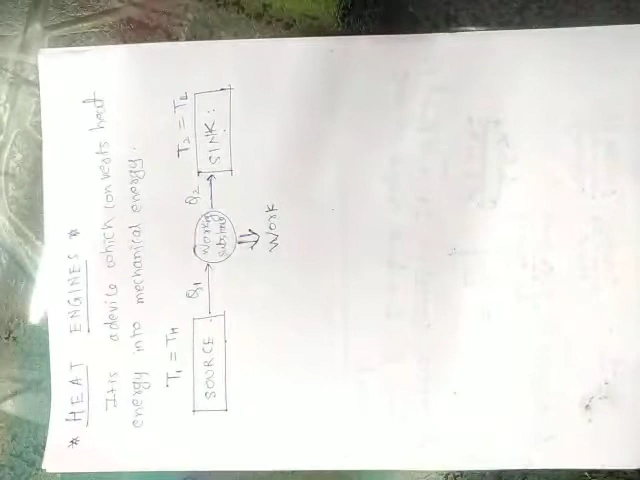 * HEAT ENGINES *
It is a device which converts heat
energy into mechanical energy.
T₁ = TH
T₂ = TL
SOURCE
Q₁
Working
substance
Q₂
SINK
Work